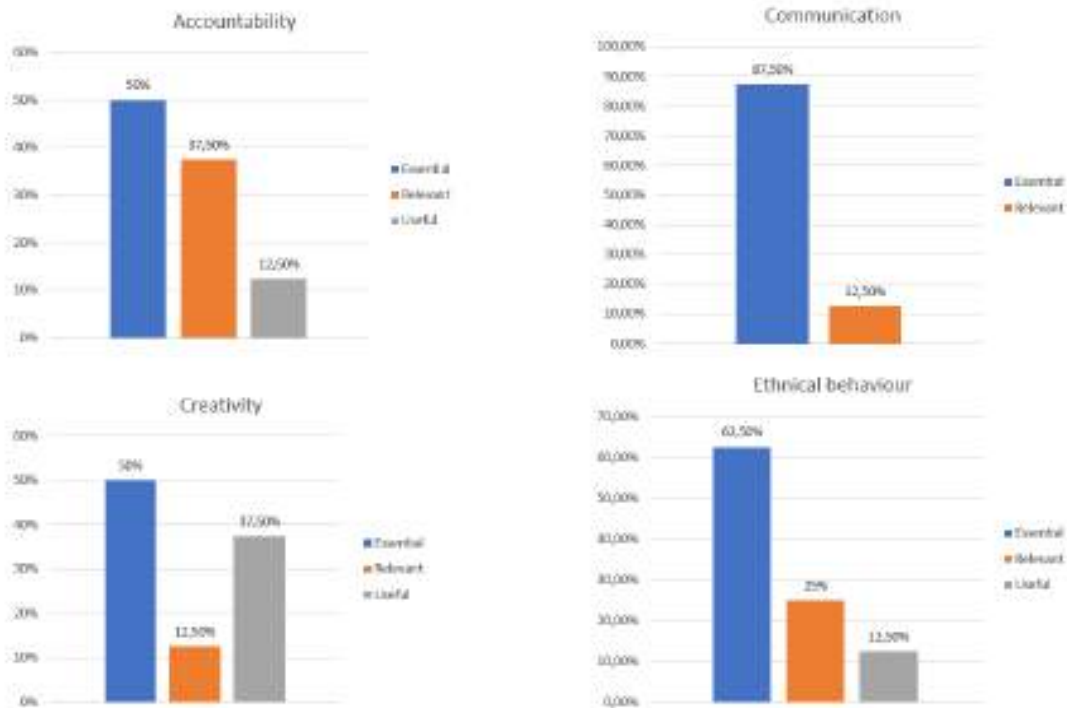 Accountability
60%
50%
40%
30%
20%
10%
0%
50%
37,50%
12,50%
Essential
Relevant
Useful
Communication
100,00%
90,00%
80,00%
70,00%
60,00%
50,00%
40,00%
30,00%
20,00%
10,00%
0,00%
87,50%
12,50%
Essential
Relevant
Creativity
60%
50%
40%
30%
20%
10%
0%
50%
12,50%
37,50%
Essential
Relevant
Useful
Ethnical behaviour
70,00%
60,00%
50,00%
40,00%
30,00%
20,00%
10,00%
0,00%
62,50%
25%
12,50%
Essential
Relevant
Useful